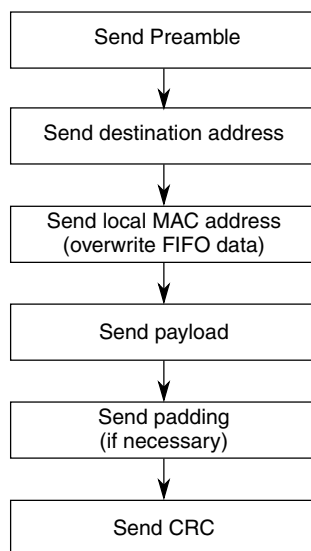 Send Preamble
Send destination address
Send local MAC address
(overwrite FIFO data)
Send payload
Send padding
(if necessary)
Send CRC